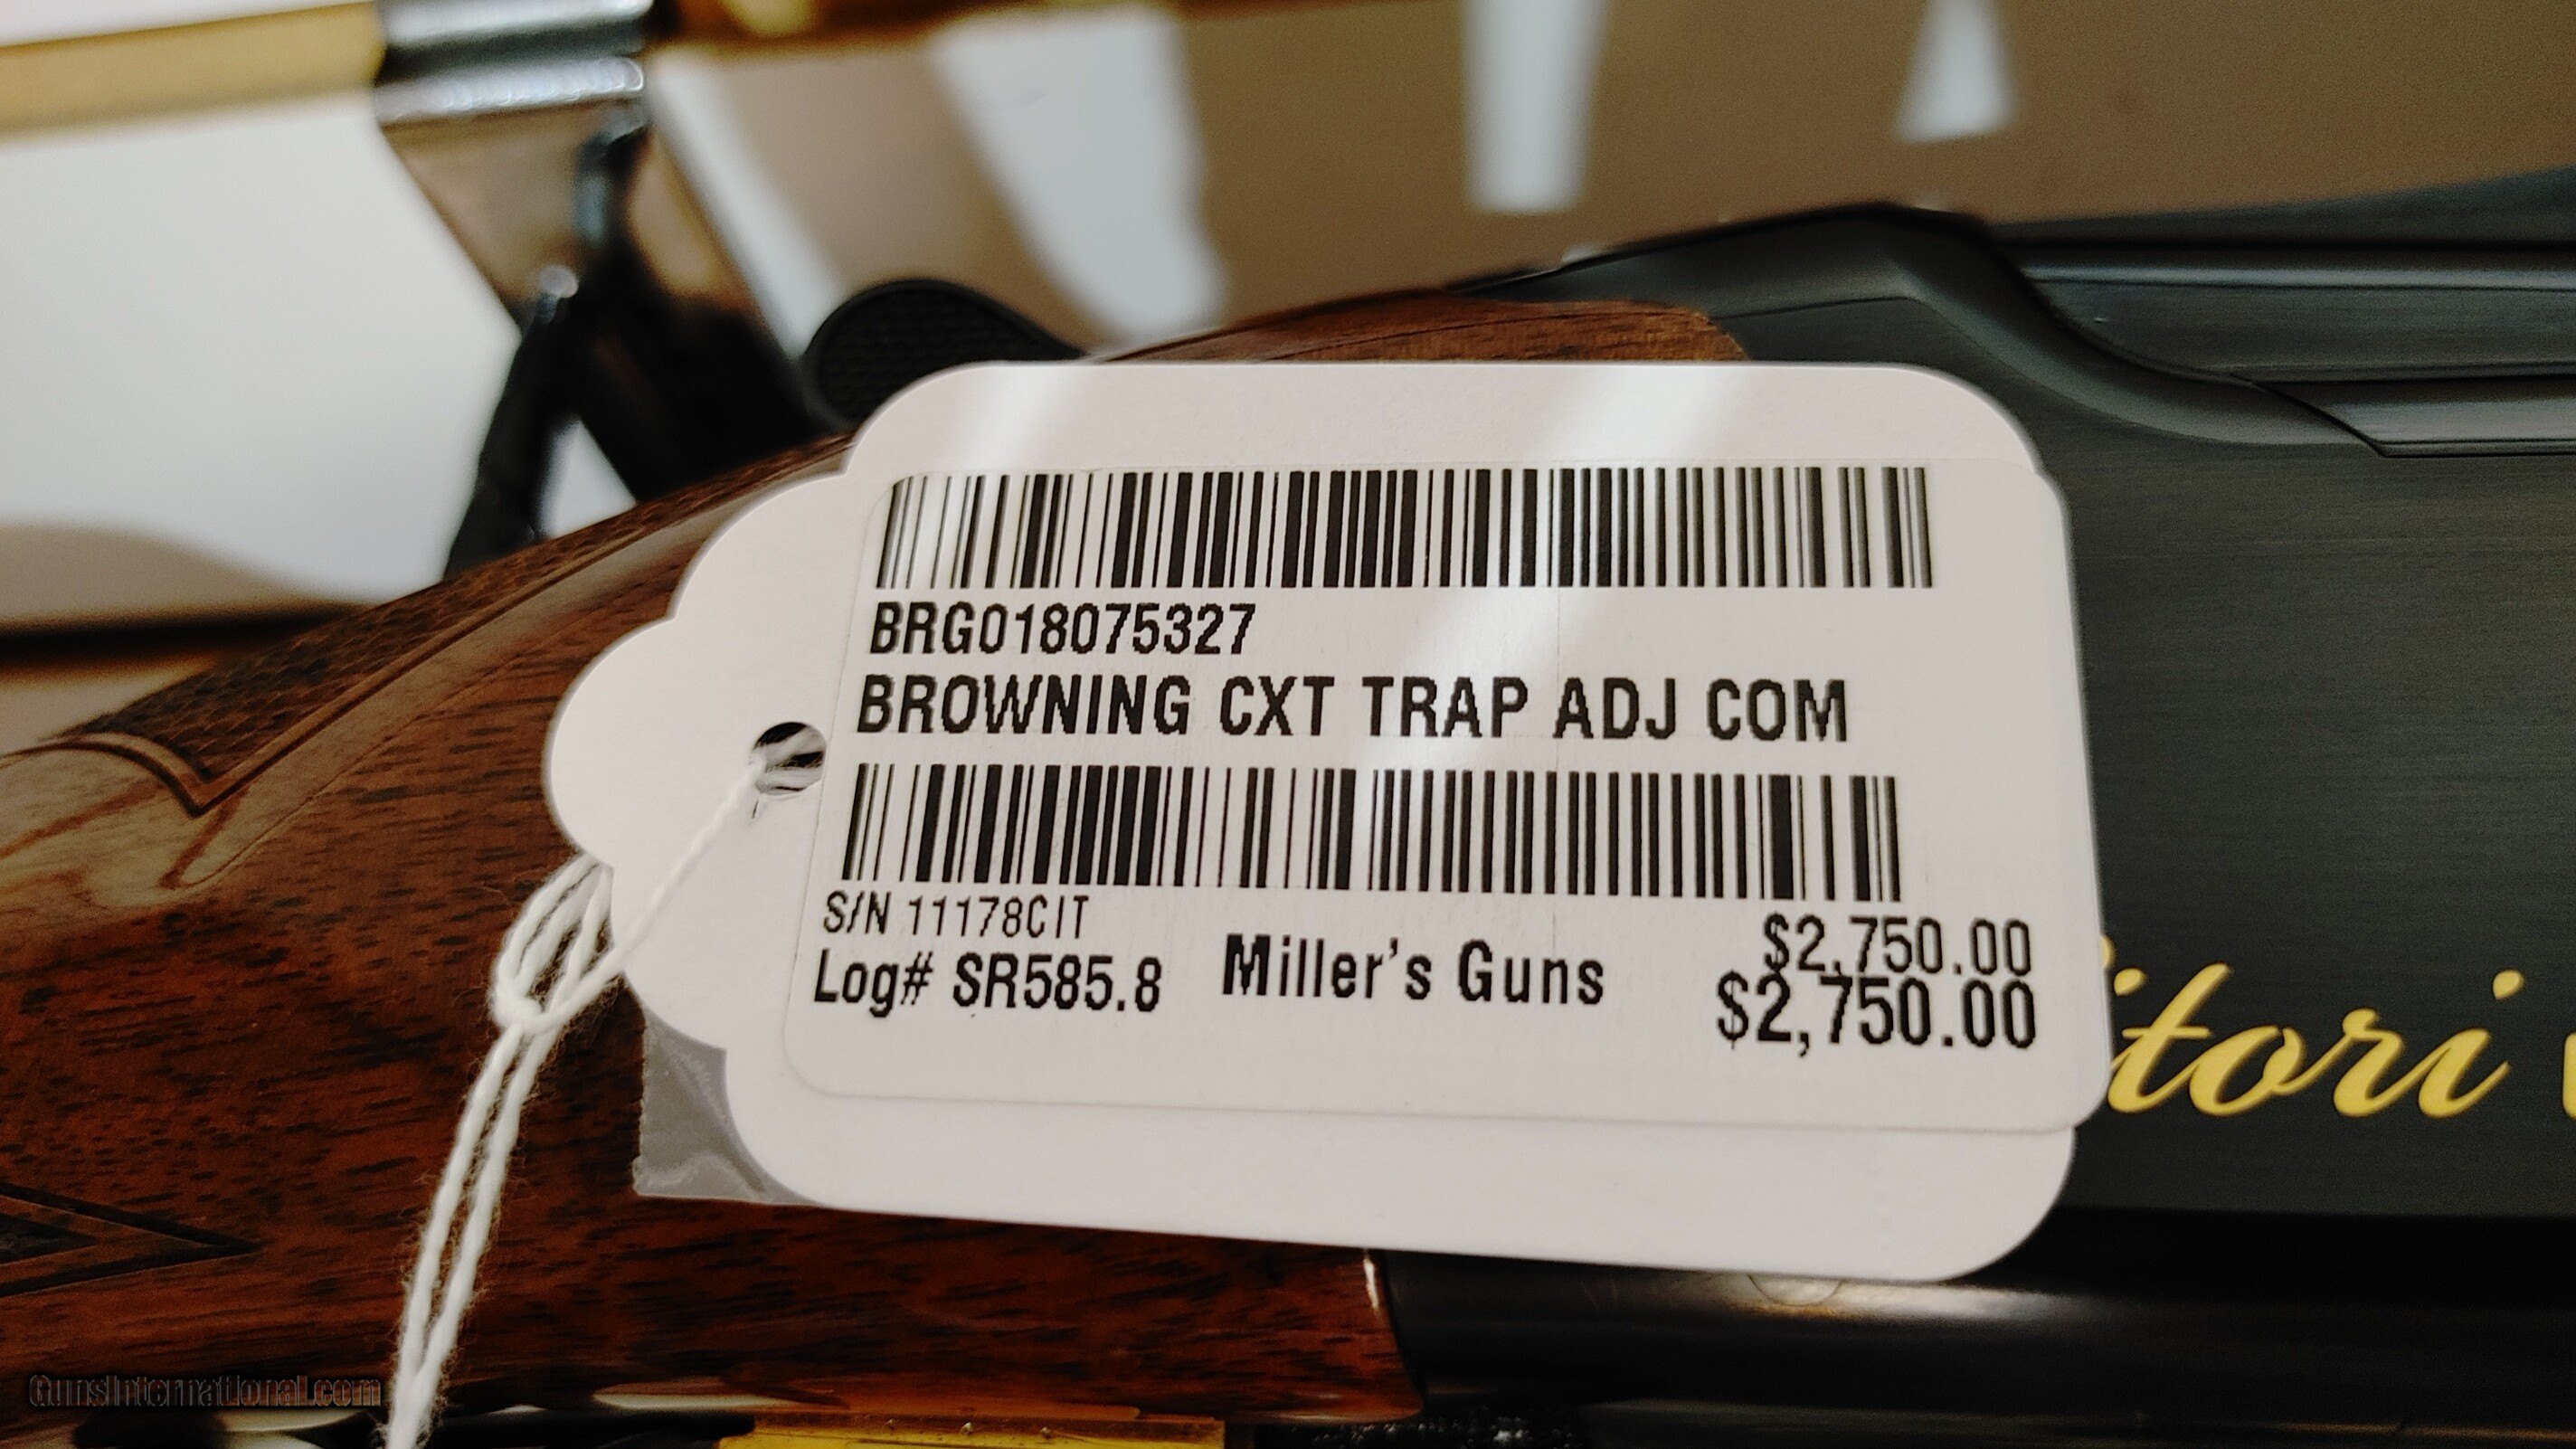 BRG018075327
BROWNING CXT TRAP ADJ COM
S/N 11178CIT
$2,750.00
Log# SR585.8 Miller's Guns $2,750.00
itori
GunsInternational.com